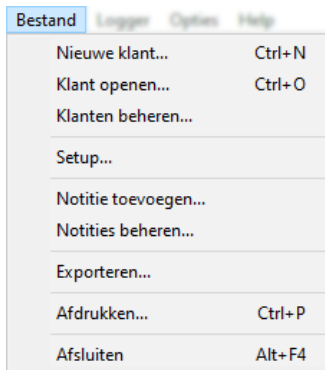 Bestand Logger Opties Help
Nieuwe klant... Ctrl+N
Klant openen... Ctrl+O
Klanten beheren...
Setup...
Notitie toevoegen...
Notities beheren...
Exporteren...
Afdrukken... Ctrl+P
Afsluiten Alt+F4